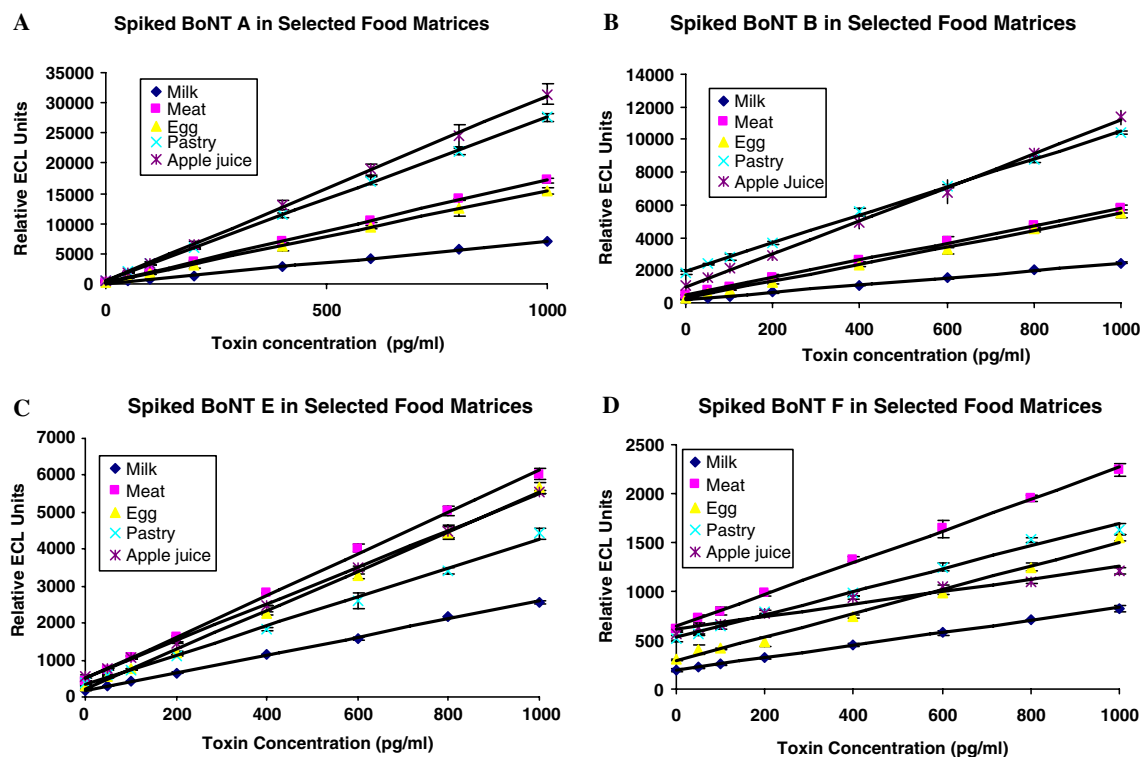 A
Spiked BoNT A in Selected Food Matrices
Relative ECL Units
35000
30000
25000
20000
15000
10000
5000
0
Milk
Meat
Egg
Pastry
Apple juice
0
500
1000
Toxin concentration (pg/ml)
B
Spiked BoNT B in Selected Food Matrices
Relative ECL Units
14000
12000
10000
8000
6000
4000
2000
0
Milk
Meat
Egg
Pastry
Apple Juice
0
200
400
600
800
1000
Toxin concentration (pg/ml)
C
Spiked BoNT E in Selected Food Matrices
Relative ECL Units
7000
6000
5000
4000
3000
2000
1000
0
Milk
Meat
Egg
Pastry
Apple juice
0
200
400
600
800
1000
Toxin Concentration (pg/ml)
D
Spiked BoNT F in Selected Food Matrices
Relative ECL Units
2500
2000
1500
1000
500
0
Milk
Meat
Egg
Pastry
Apple juice
0
200
400
600
800
1000
Toxin Concentration (pg/ml)